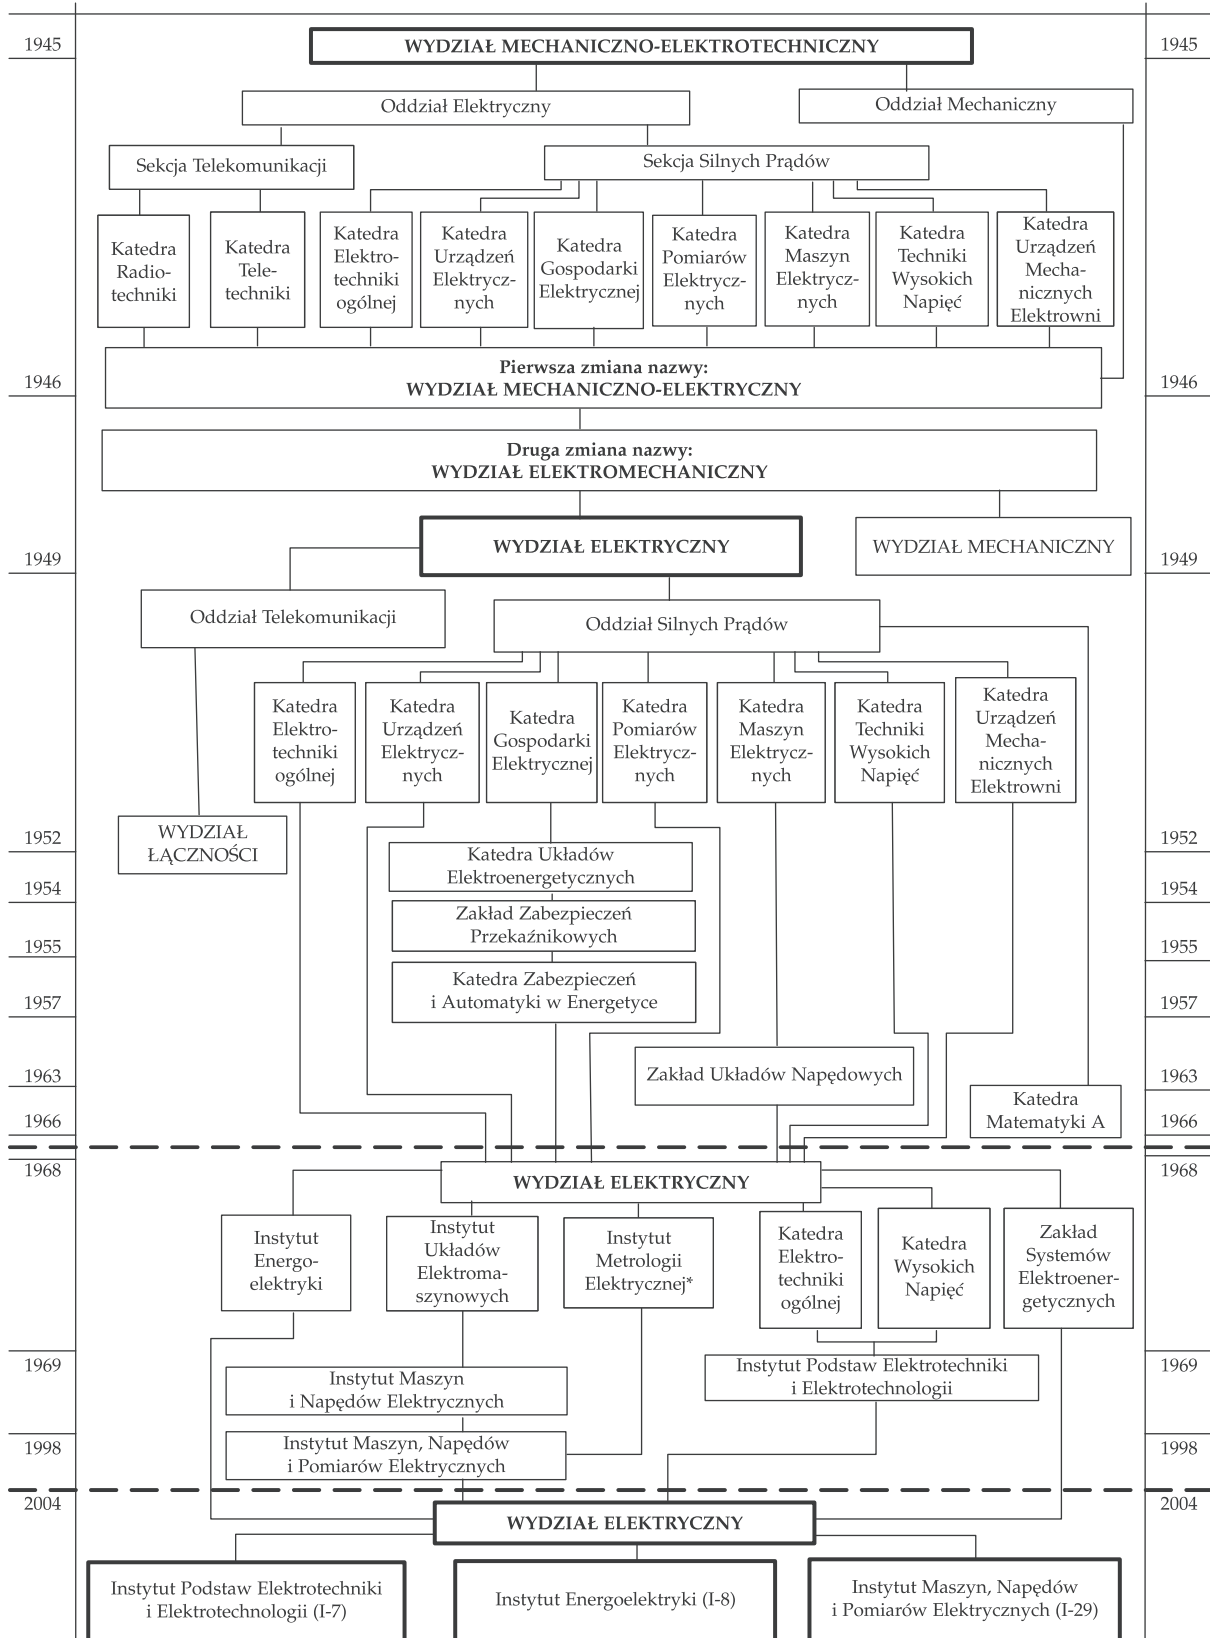 1945
WYDZIAŁ MECHANICZNO-ELEKTROTECHNICZNY
1945
Oddział Elektryczny
Oddział Mechaniczny
Sekcja Telekomunikacji
Sekcja Silnych Prądów
Katedra
Radio-
techniki
Katedra
Tele-
techniki
Katedra
Elektro-
techniki
ogólnej
Katedra
Urządzeń
Elektrycz-
nych
Katedra
Gospodarki
Elektrycznej
Katedra
Pomiarów
Elektrycz-
nych
Katedra
Maszyn
Elektrycz-
nych
Katedra
Techniki
Wysokich
Napięć
Katedra
Urządzeń
Mecha-
nicznych
Elektrowni
1946
Pierwsza zmiana nazwy:
WYDZIAŁ MECHANICZNO-ELEKTRYCZNY
1946
Druga zmiana nazwy:
WYDZIAŁ ELEKTROMECHANICZNY
1949
WYDZIAŁ ELEKTRYCZNY
WYDZIAŁ MECHANICZNY
1949
Oddział Telekomunikacji
Oddział Silnych Prądów
Katedra
Elektro-
techniki
ogólnej
Katedra
Urządzeń
Elektrycz-
nych
Katedra
Gospodarki
Elektrycznej
Katedra
Pomiarów
Elektrycz-
nych
Katedra
Maszyn
Elektrycz-
nych
Katedra
Techniki
Wysokich
Napięć
Katedra
Urządzeń
Mecha-
nicznych
Elektrowni
1952
WYDZIAŁ
ŁĄCZNOŚCI
1952
Katedra Układów
Elektroenergetycznych
1954
1954
Zakład Zabezpieczeń
Przekaźnikowych
1955
1955
Katedra Zabezpieczeń
i Automatyki w Energetyce
1957
1957
Zakład Układów Napędowych
1963
1963
Katedra
Matematyki A
1966
1966
1968
WYDZIAŁ ELEKTRYCZNY
1968
Instytut
Energo-
elektryki
Instytut
Układów
Elektroma-
szynowych
Instytut
Metrologii
Elektrycznej*
Katedra
Elektro-
techniki
ogólnej
Katedra
Wysokich
Napięć
Zakład
Systemów
Elektroener-
getycznych
1969
Instytut Maszyn
i Napędów Elektrycznych
Instytut Podstaw Elektrotechniki
i Elektrotechnologii
1969
1998
Instytut Maszyn, Napędów
i Pomiarów Elektrycznych
1998
2004
WYDZIAŁ ELEKTRYCZNY
2004
Instytut Podstaw Elektrotechniki
i Elektrotechnologii (I-7)
Instytut Energoelektryki (I-8)
Instytut Maszyn, Napędów
i Pomiarów Elektrycznych (I-29)